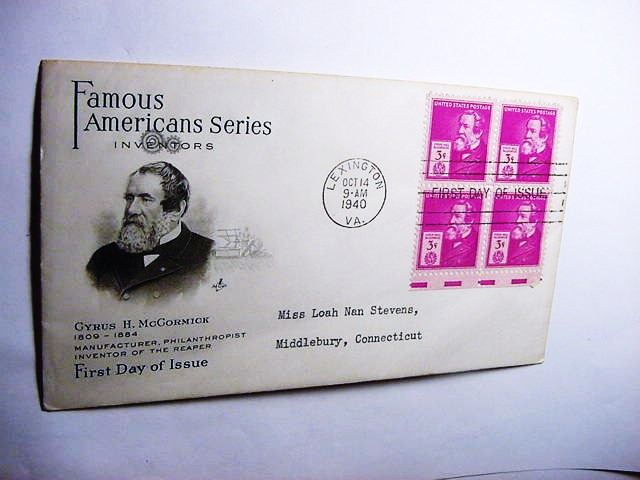 Famous
Americans Series
INVENTORS
CYRUS H. MCCORMICK
1809 - 1884
MANUFACTURER, PHILANTHROPIST
INVENTOR OF THE REAPER
First Day of Issue
LEXINGTON
OCT 14
9-AM
1940
VA.
UNITED STATES POSTAGE
UNITED STATES POSTAGE
3¢
3¢
FIRST DAY OF ISSUE
3¢
3¢
Miss Loah Nan Stevens,
Middlebury, Connecticut